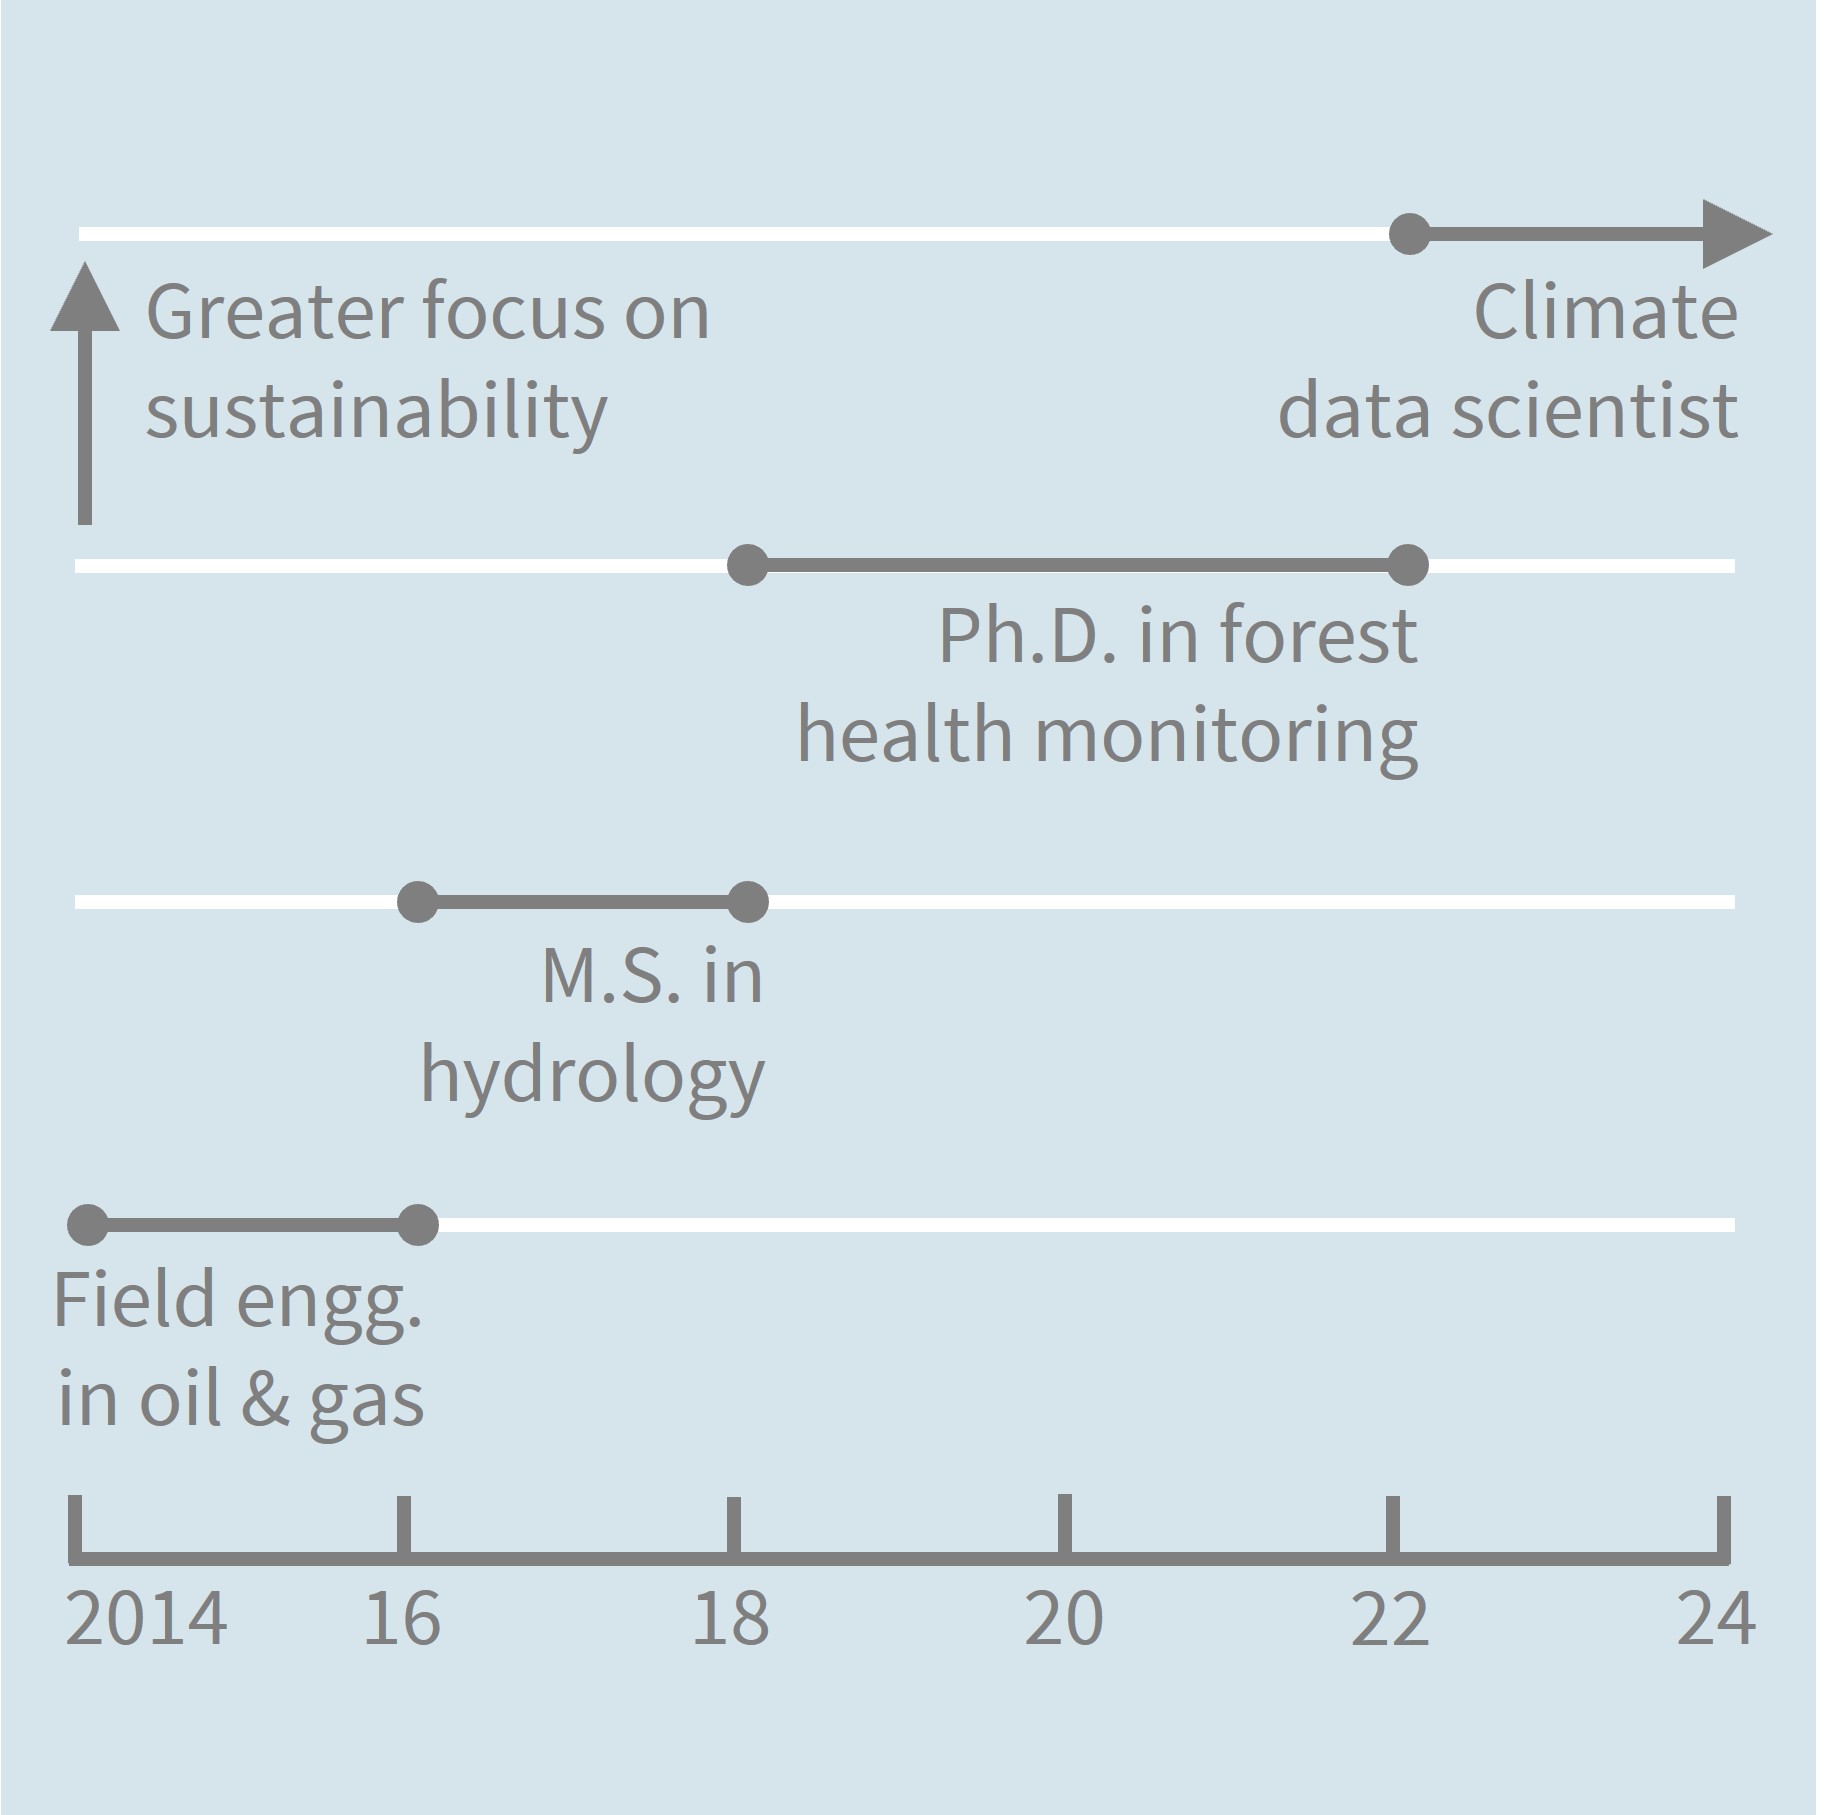 Greater focus on
sustainability
Climate
data scientist
Ph.D. in forest
health monitoring
M.S. in
hydrology
Field engg.
in oil & gas
2014 16 18 20 22 24